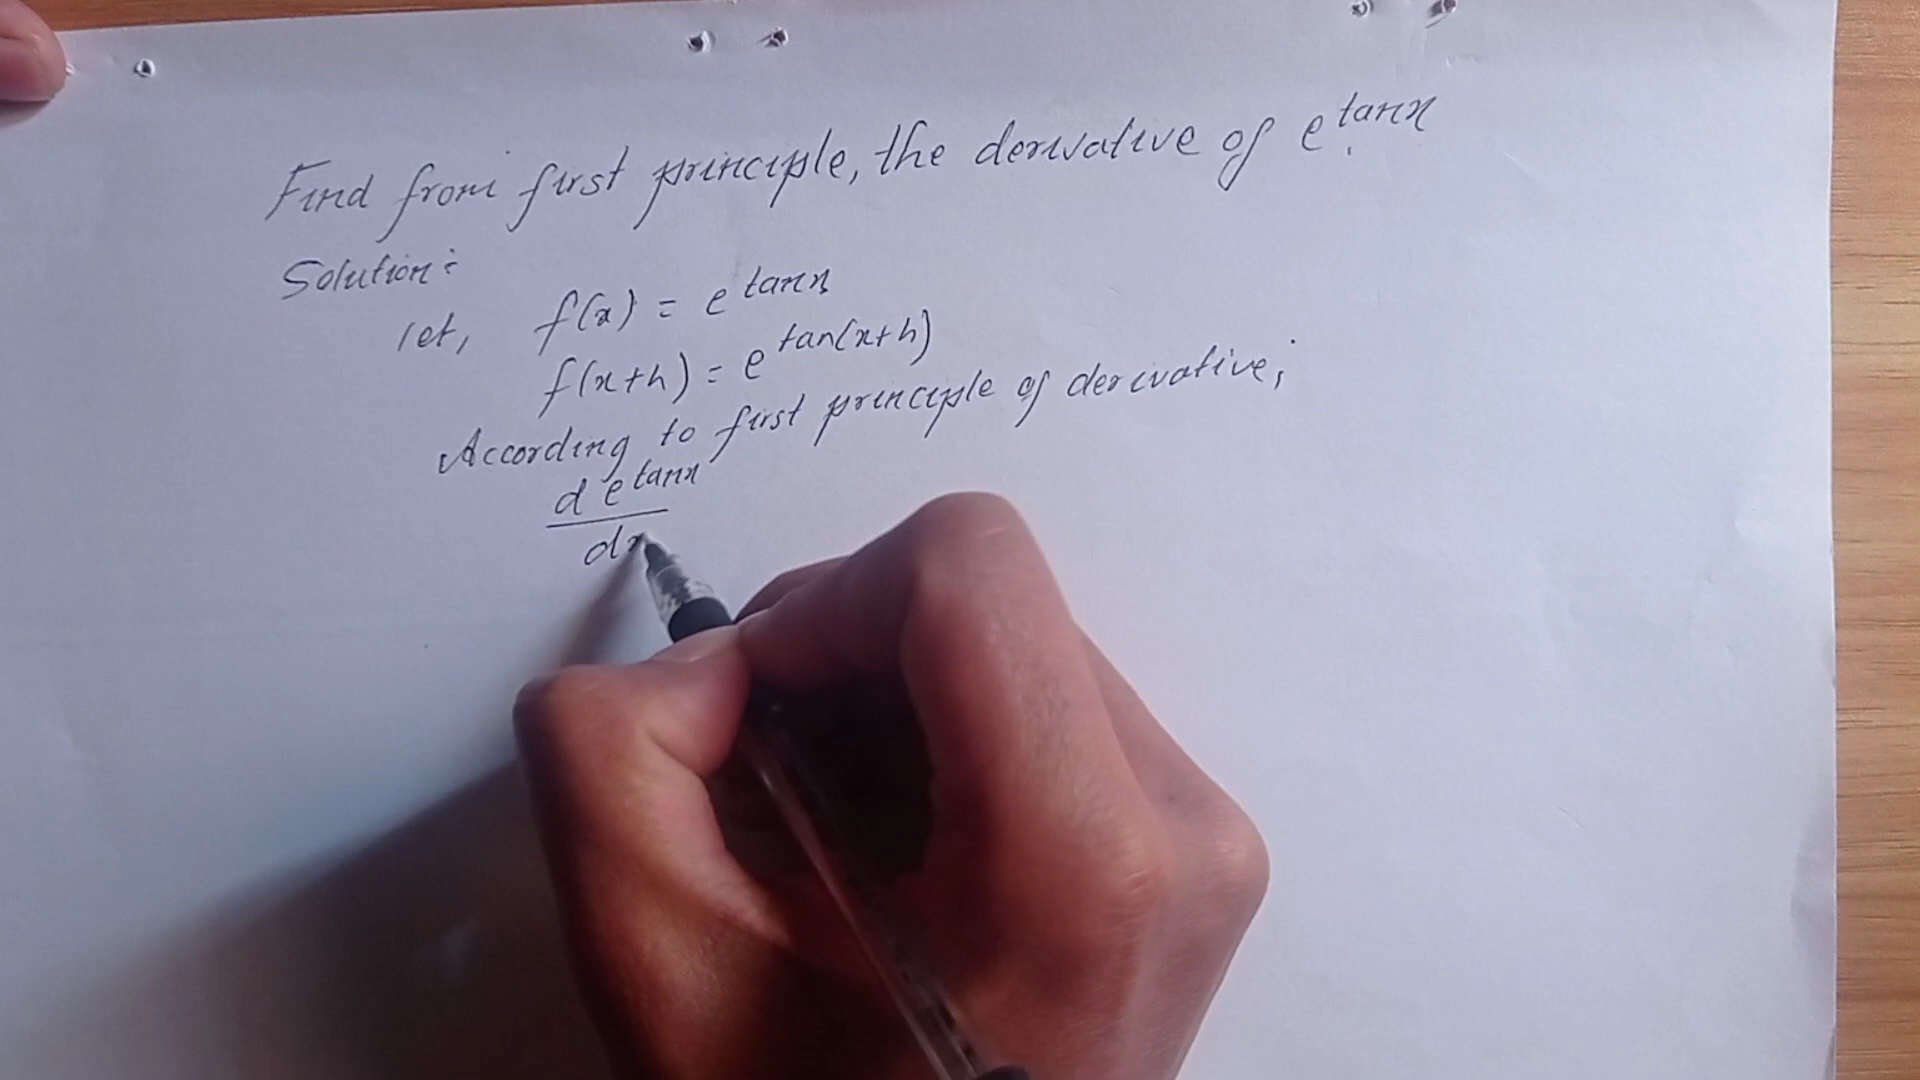 Find from first principle, the derivative of e^tanx.
Solution:
let, f(x) = e^tanx
f(x+h) = e^tan(x+h)
According to first principle of derivative;
d e^tanx
dx